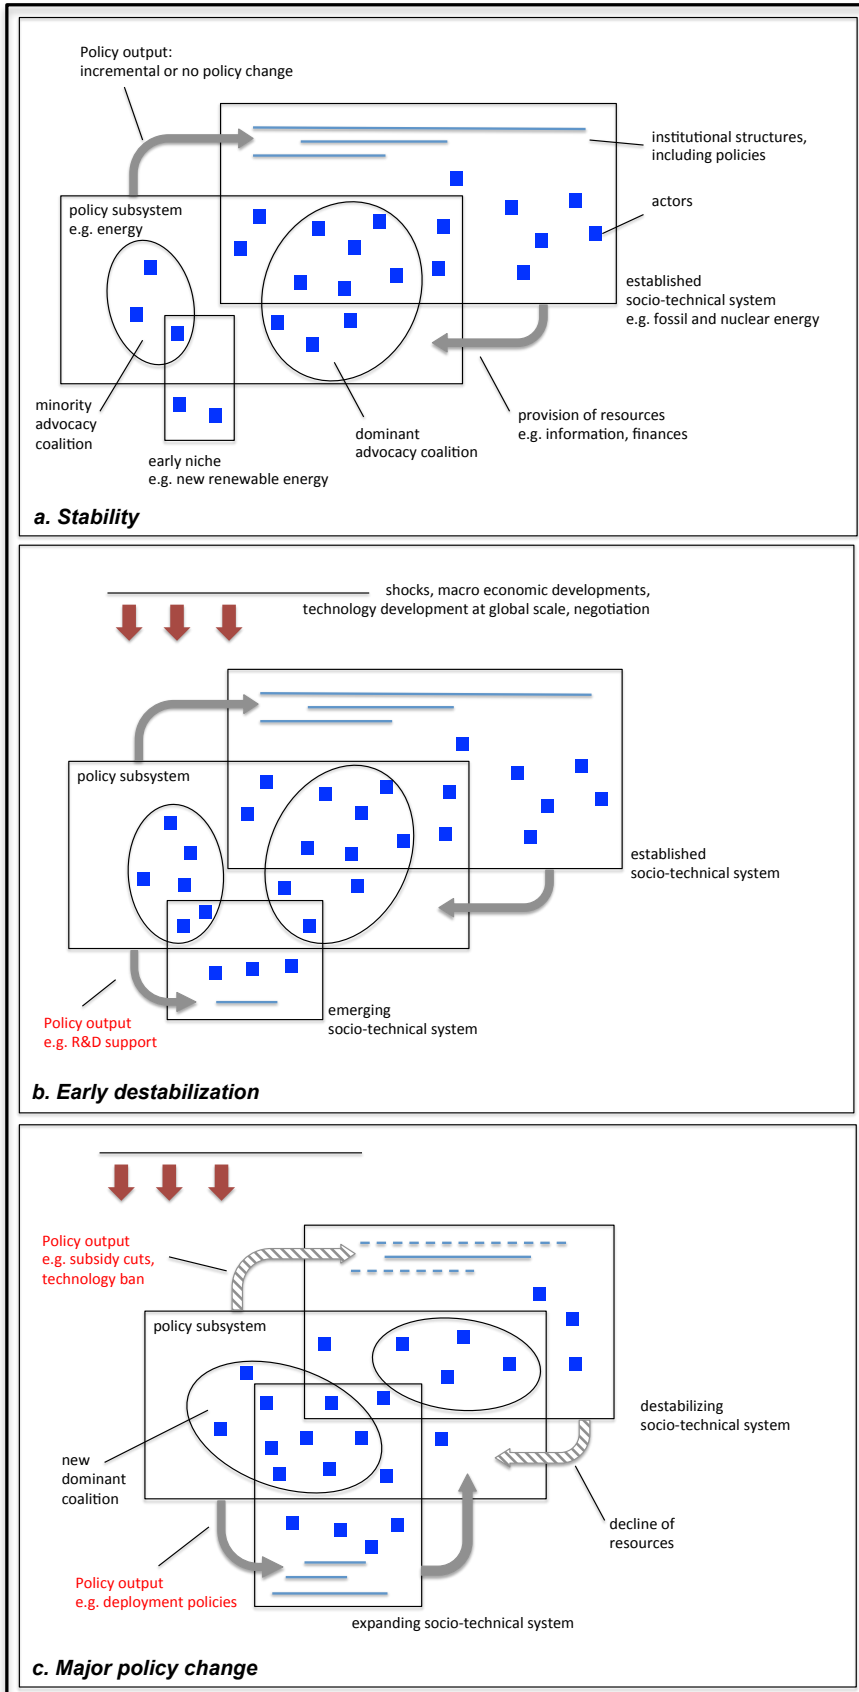 Policy output:
incremental or no policy change
institutional structures,
including policies
policy subsystem
e.g. energy
actors
established
socio-technical system
e.g. fossil and nuclear energy
minority
advocacy
coalition
dominant
advocacy coalition
provision of resources
e.g. information, finances
early niche
e.g. new renewable energy
a. Stability
shocks, macro economic developments,
technology development at global scale, negotiation
policy subsystem
established
socio-technical system
Policy output
e.g. R&D support
emerging
socio-technical system
b. Early destabilization
Policy output
e.g. subsidy cuts,
technology ban
policy subsystem
destabilizing
socio-technical system
new
dominant
coalition
decline of
resources
Policy output
e.g. deployment policies
expanding socio-technical system
c. Major policy change